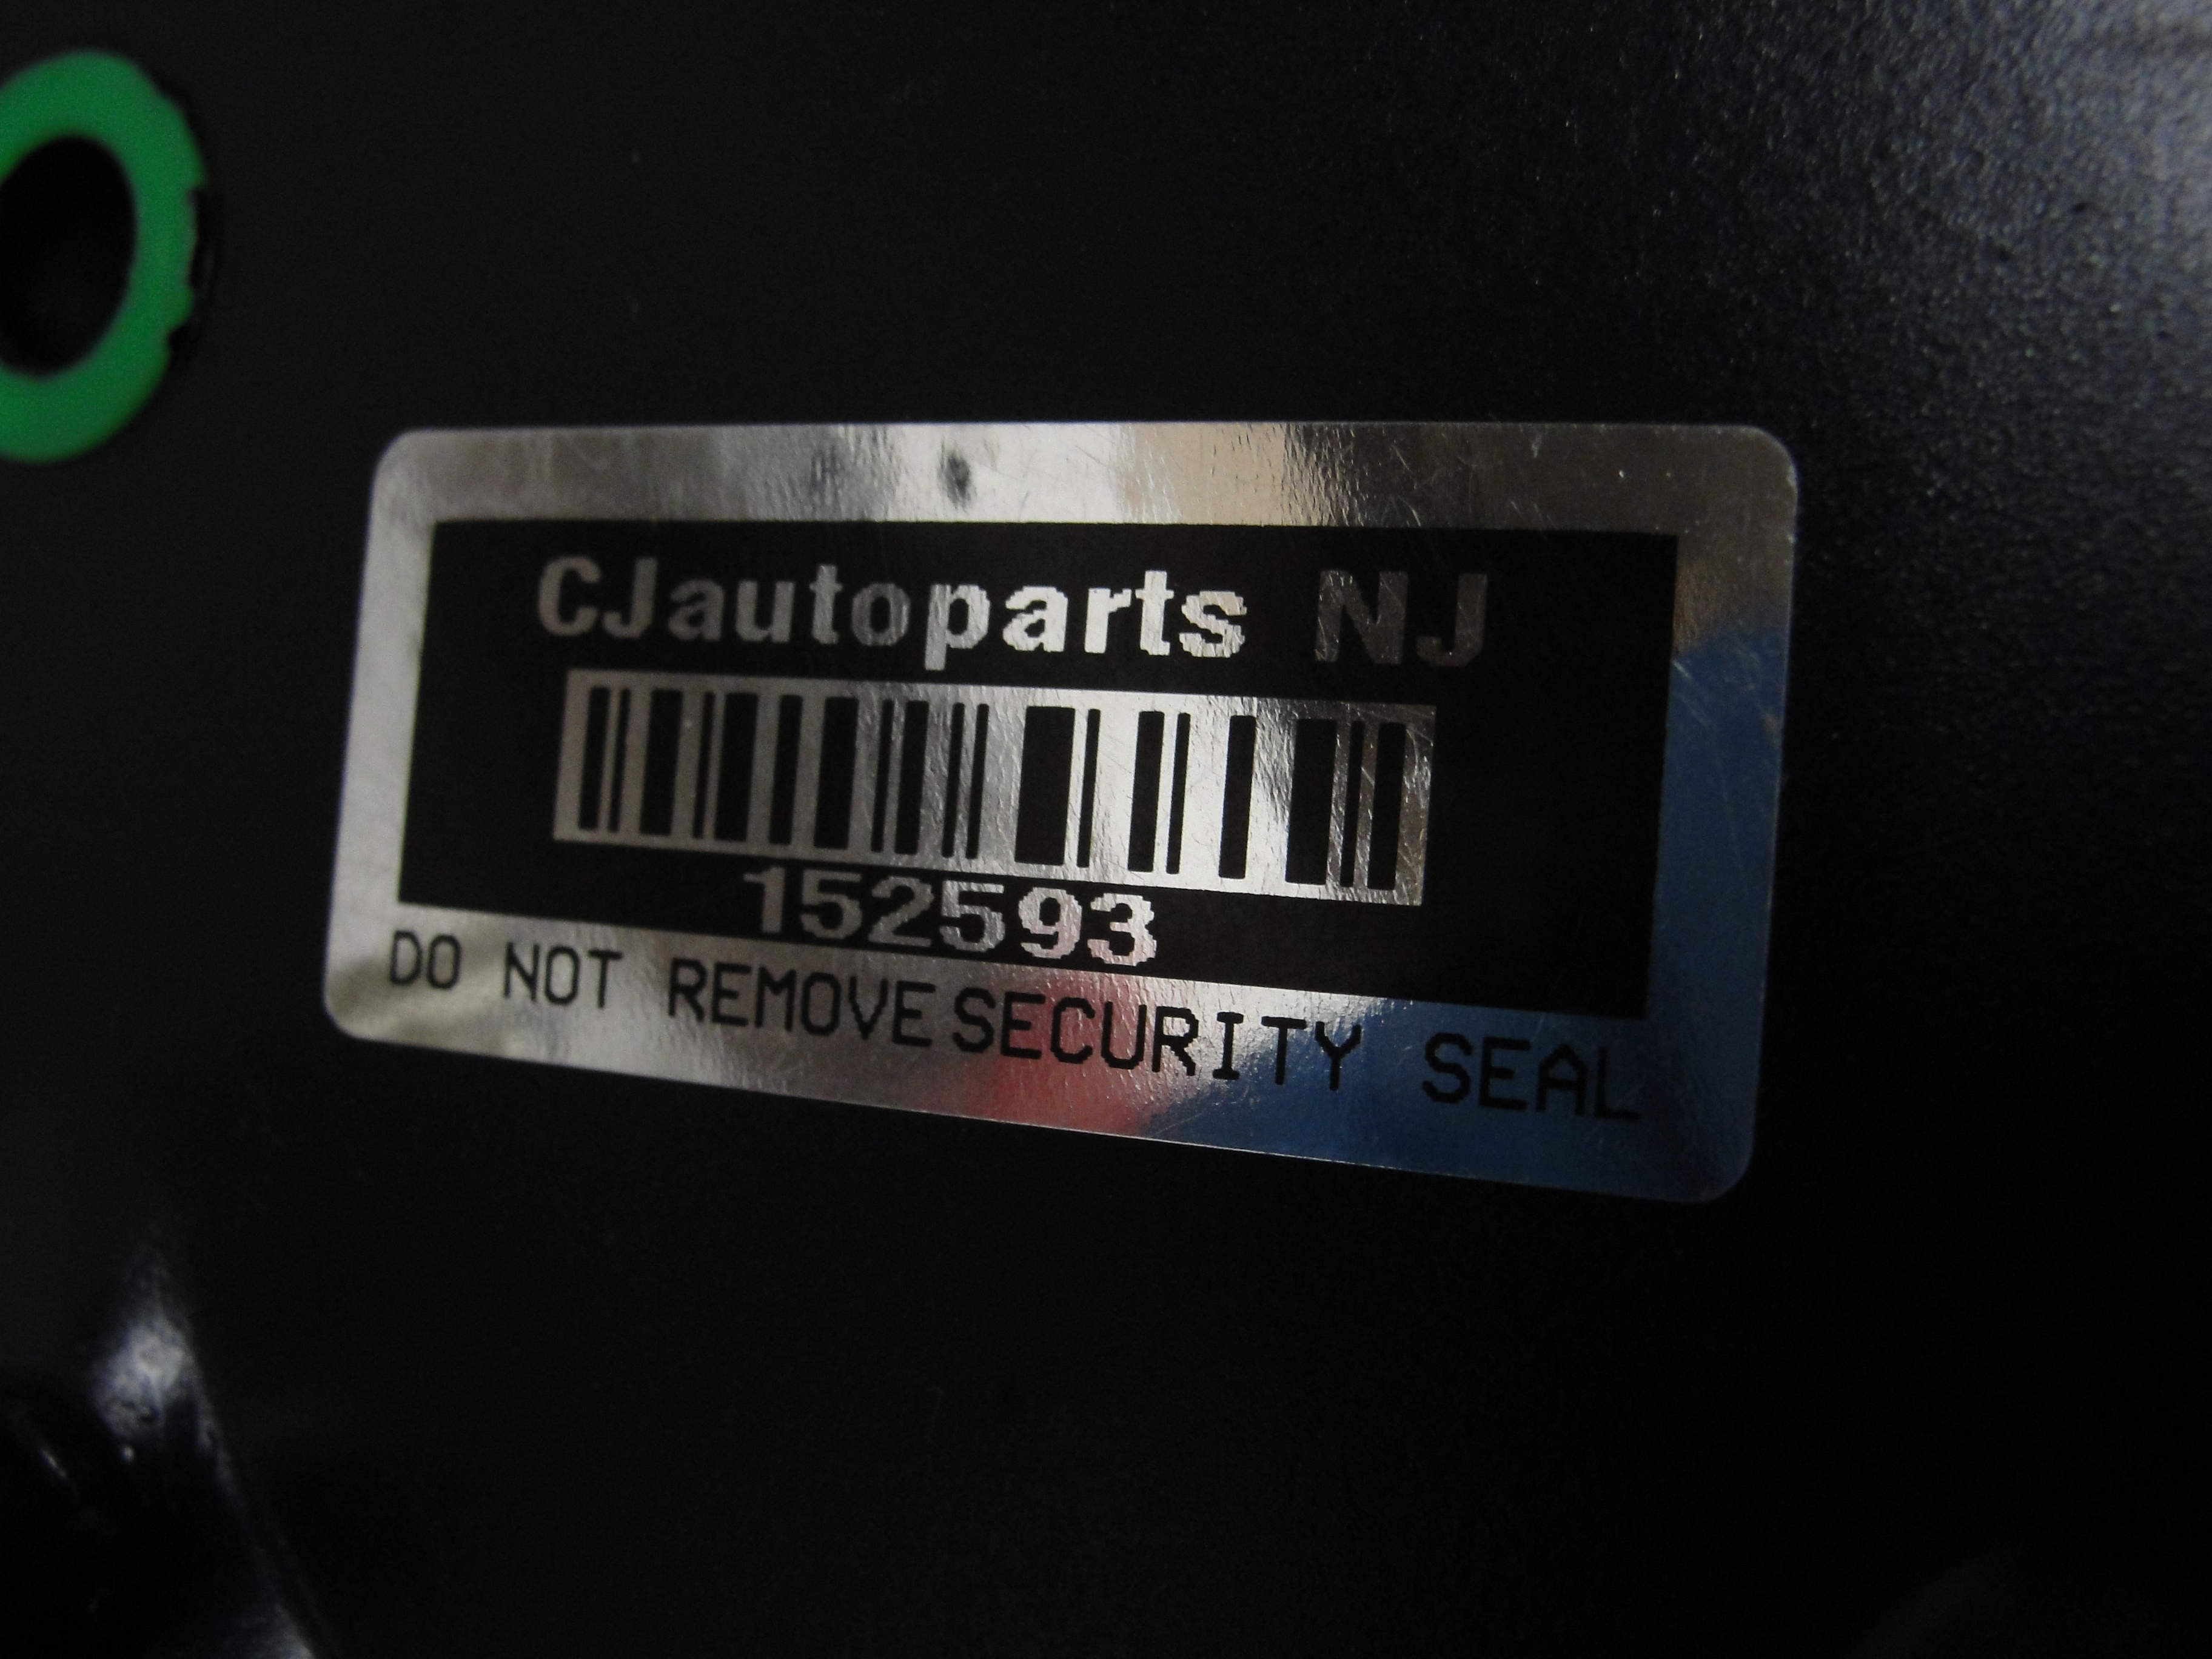 CJautoparts NJ
152593
DO NOT REMOVE SECURITY SEAL